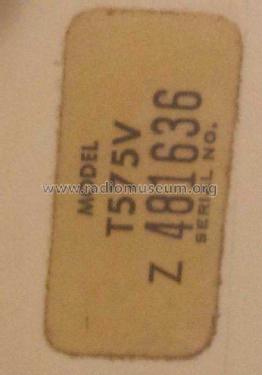 MODEL
T575V
Z 481636
SERIAL NO.
www.radiomuseum.org